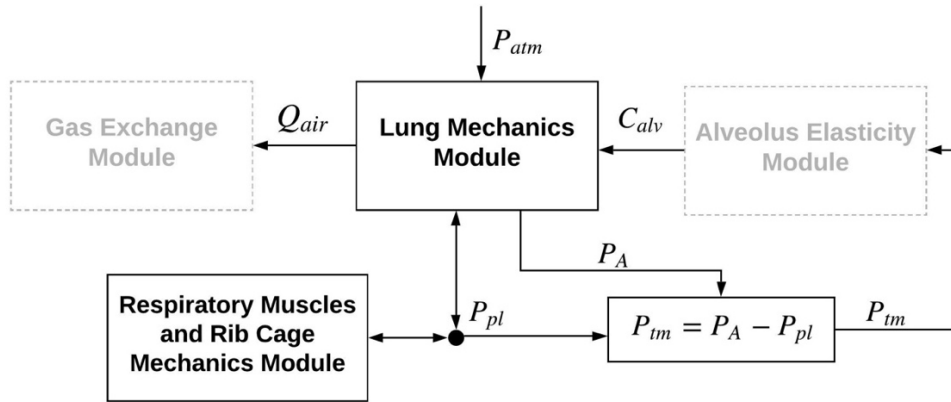 P_atm
Gas Exchange
Module
Q_air
Lung Mechanics
Module
C_alv
Alveolus Elasticity
Module
P_A
Respiratory Muscles
and Rib Cage
Mechanics Module
P_pl
P_tm = P_A − P_pl
P_tm